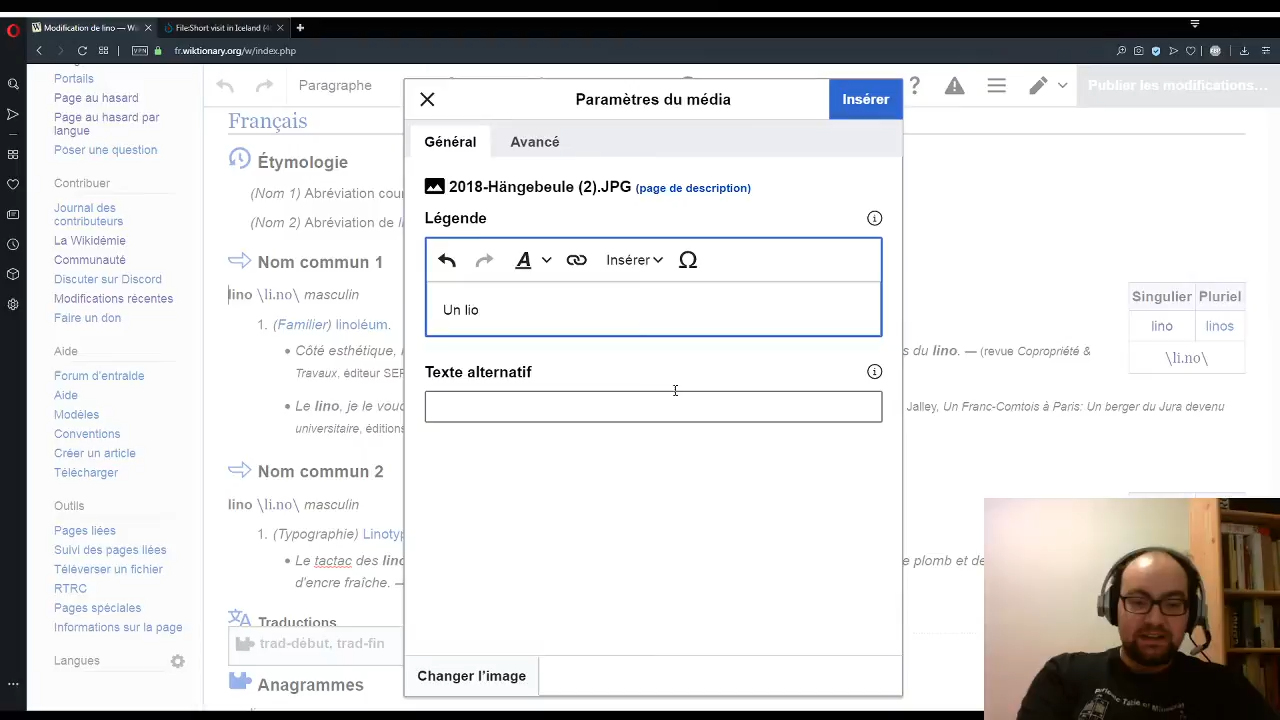 Modification de lino — Wi
File:Short visit in Iceland (4
VPN
fr.wiktionary.org/w/index.php
Portails
Page au hasard
Page au hasard par
langue
Poser une question
Contribuer
Journal des
contributeurs
La Wikidémie
Communauté
Discuter sur Discord
Modifications récentes
Faire un don
Aide
Forum d'entraide
Aide
Modèles
Conventions
Créer un article
Télécharger
Outils
Pages liées
Suivi des pages liées
Téléverser un fichier
RTRC
Pages spéciales
Informations sur la page
Langues
Paragraphe
Publier les modifications…
Français
Étymologie
(Nom 1) Abréviation cour
(Nom 2) Abréviation de l
Nom commun 1
lino \li.no\ masculin
1. (Familier) linoléum.
Côté esthétique, l
s du lino. — (revue Copropriété &
Travaux, éditeur SEF
Le lino, je le vouc
Jalley, Un Franc-Comtois à Paris: Un berger du Jura devenu
universitaire, édition
Nom commun 2
lino \li.no\ masculin
1. (Typographie) Linotyp
Le tactac des lino
e plomb et de
d'encre fraîche. —
Traductions
trad-début, trad-fin
Anagrammes
Singulier Pluriel
lino linos
\li.no\
Paramètres du média
Insérer
Général
Avancé
2018-Hängebeule (2).JPG (page de description)
Légende
A
Insérer
Ω
Un lio
Texte alternatif
Changer l'image